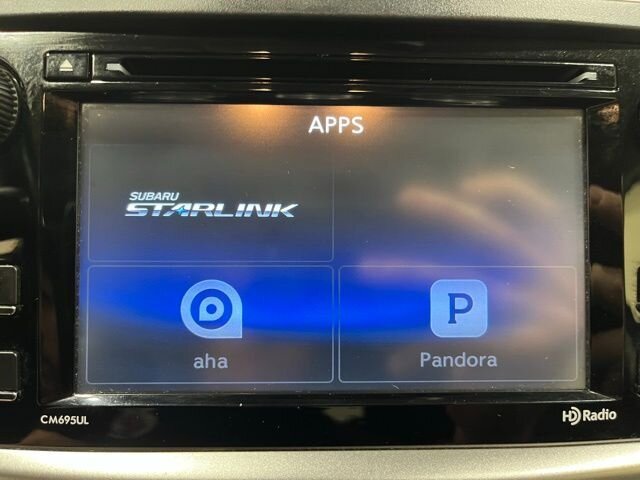 APPS
SUBARU
STARLINK
aha
P
Pandora
CM695UL
HD Radio